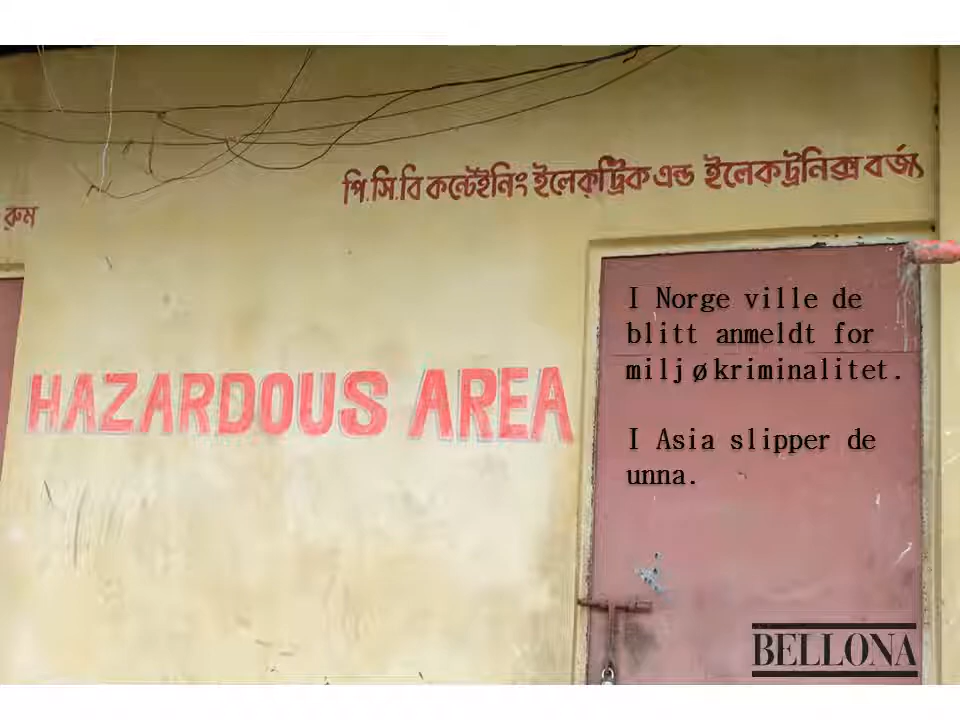 পি.সি.বি কন্টেইনিং ইলেকট্রিক এন্ড ইলেকট্রনিক্স বর্জ্য
রুম
HAZARDOUS AREA
I Norge ville de
blitt anmeldt for
miljøkriminalitet.
I Asia slipper de
unna.
BELLONA